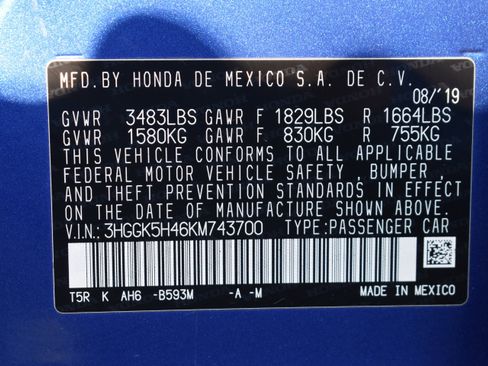 MFD.BY HONDA DE MEXICO S.A. DE C.V.
08/'19
GVWR 3483LBS GAWR F 1829LBS R 1664LBS
GVWR 1580KG GAWR F 830KG R 755KG
THIS VEHICLE CONFORMS TO ALL APPLICABLE
FEDERAL MOTOR VEHICLE SAFETY , BUMPER ,
AND THEFT PREVENTION STANDARDS IN EFFECT
ON THE DATE OF MANUFACTURE SHOWN ABOVE.
V.I.N.: 3HGGK5H46KM743700 TYPE:PASSENGER CAR
T5R K AH6 -B593M -A -M MADE IN MEXICO